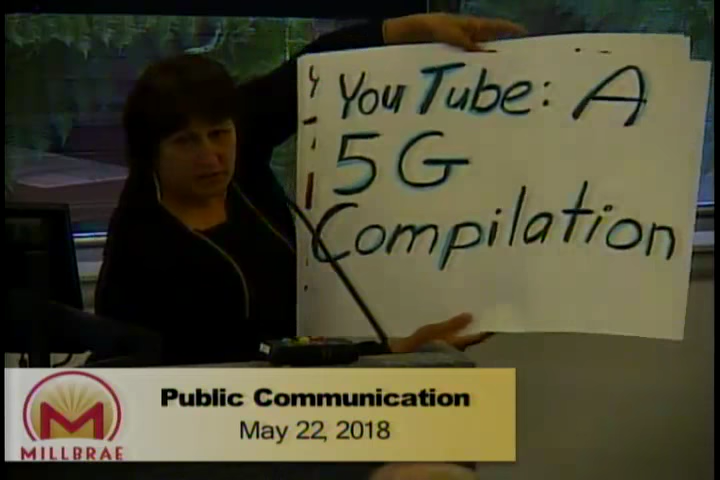 YouTube: A
5G
Compilation
Public Communication
May 22, 2018
M
MILLBRAE